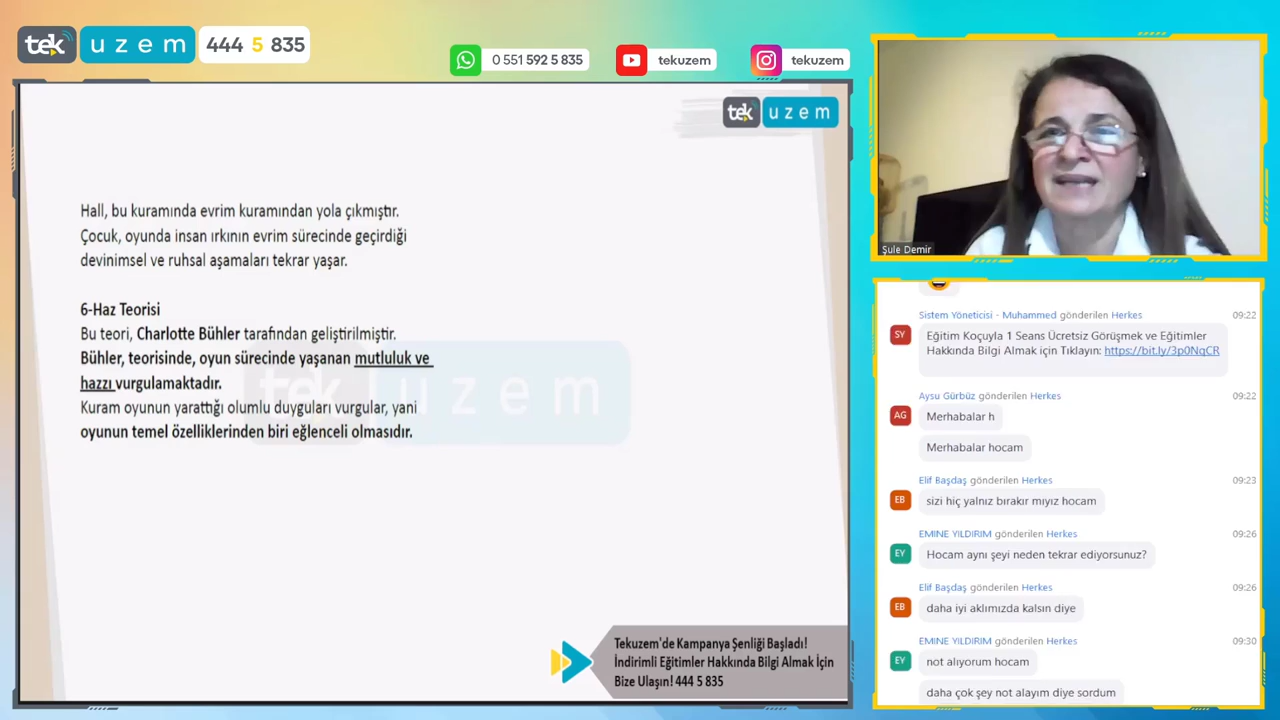 tek uzem 444 5 835
0 551 592 5 835
tekuzem
tekuzem
tek uzem
Hall, bu kuramında evrim kuramından yola çıkmıştır.
Çocuk, oyunda insan ırkının evrim sürecinde geçirdiği
devinimsel ve ruhsal aşamaları tekrar yaşar.
6-Haz Teorisi
Bu teori, Charlotte Bühler tarafından geliştirilmiştir.
Bühler, teorisinde, oyun sürecinde yaşanan mutluluk ve
hazzı vurgulamaktadır.
Kuram oyunun yarattığı olumlu duyguları vurgular, yani
oyunun temel özelliklerinden biri eğlenceli olmasıdır.
tek uzem
Tekuzem'de Kampanya Şenliği Başladı!
İndirimli Eğitimler Hakkında Bilgi Almak İçin
Bize Ulaşın! 444 5 835
Şule Demir
Sistem Yöneticisi - Muhammed gönderilen Herkes 09:22
SY
Eğitim Koçuyla 1 Seans Ücretsiz Görüşmek ve Eğitimler
Hakkında Bilgi Almak için Tıklayın: https://bit.ly/3p0NqCR
Aysu Gürbüz gönderilen Herkes 09:22
AG
Merhabalar h
Merhabalar hocam
Elif Başdaş gönderilen Herkes 09:23
EB
sizi hiç yalnız bırakır mıyız hocam
EMINE YILDIRIM gönderilen Herkes 09:26
EY
Hocam aynı şeyi neden tekrar ediyorsunuz?
Elif Başdaş gönderilen Herkes 09:26
EB
daha iyi aklımızda kalsın diye
EMINE YILDIRIM gönderilen Herkes 09:30
EY
not alıyorum hocam
daha çok şey not alayım diye sordum